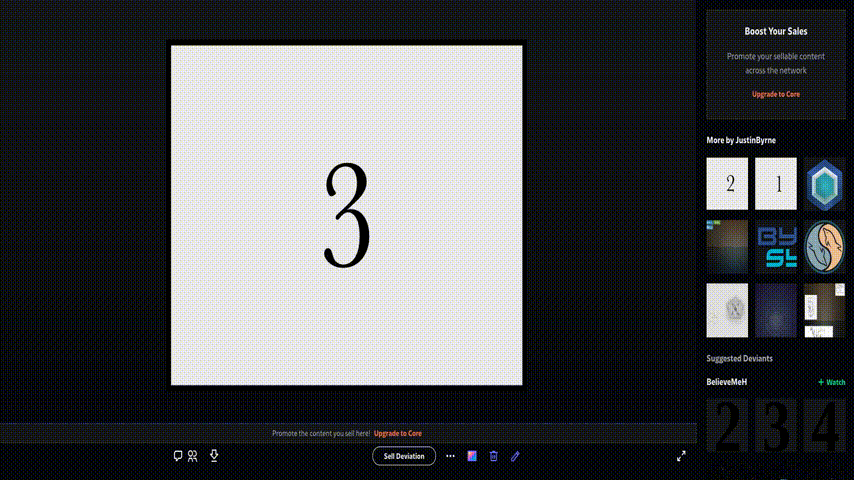 3
Promote the content you sell here! Upgrade to Core
Sell Deviation
Boost Your Sales
Promote your sellable content
across the network
Upgrade to Core
More by JustinByrne
2
1
BY
St
Suggested Deviants
BelieveMeH
+ Watch
2
3
4